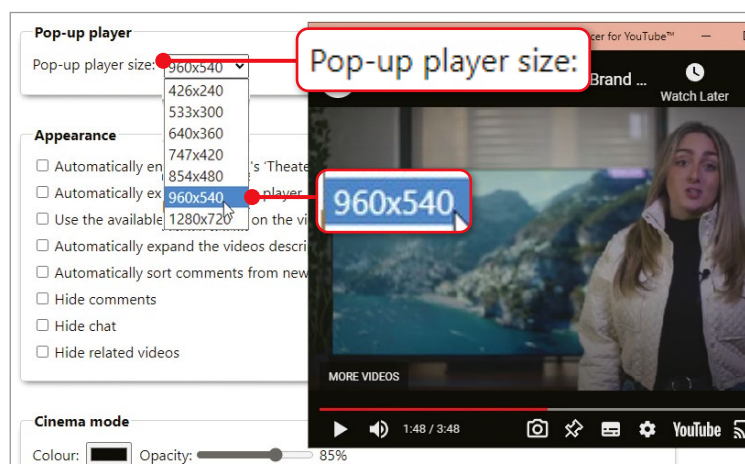 Pop-up player
Pop-up player size: 960x540
426x240
533x300
640x360
747x420
854x480
960x540
1280x720
Pop-up player size:
960x540
Appearance
Automatically en 's 'Theate
Automatically ex player
Use the available on the vi
Automatically expand the videos descri
Automatically sort comments from new
Hide comments
Hide chat
Hide related videos
Cinema mode
Colour: Opacity: 85%
cer for YouTube™
Brand ...
Watch Later
MORE VIDEOS
1:48 / 3:48
YouTube